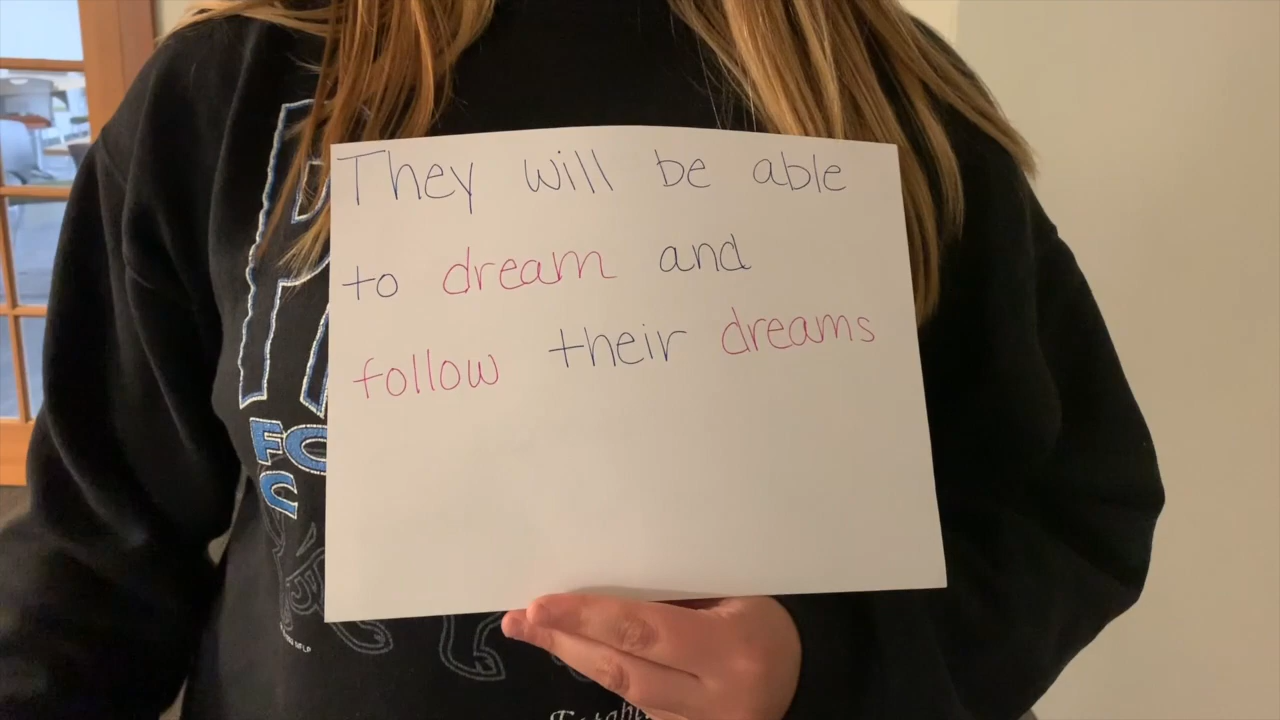 They will be able
to dream and
follow their dreams